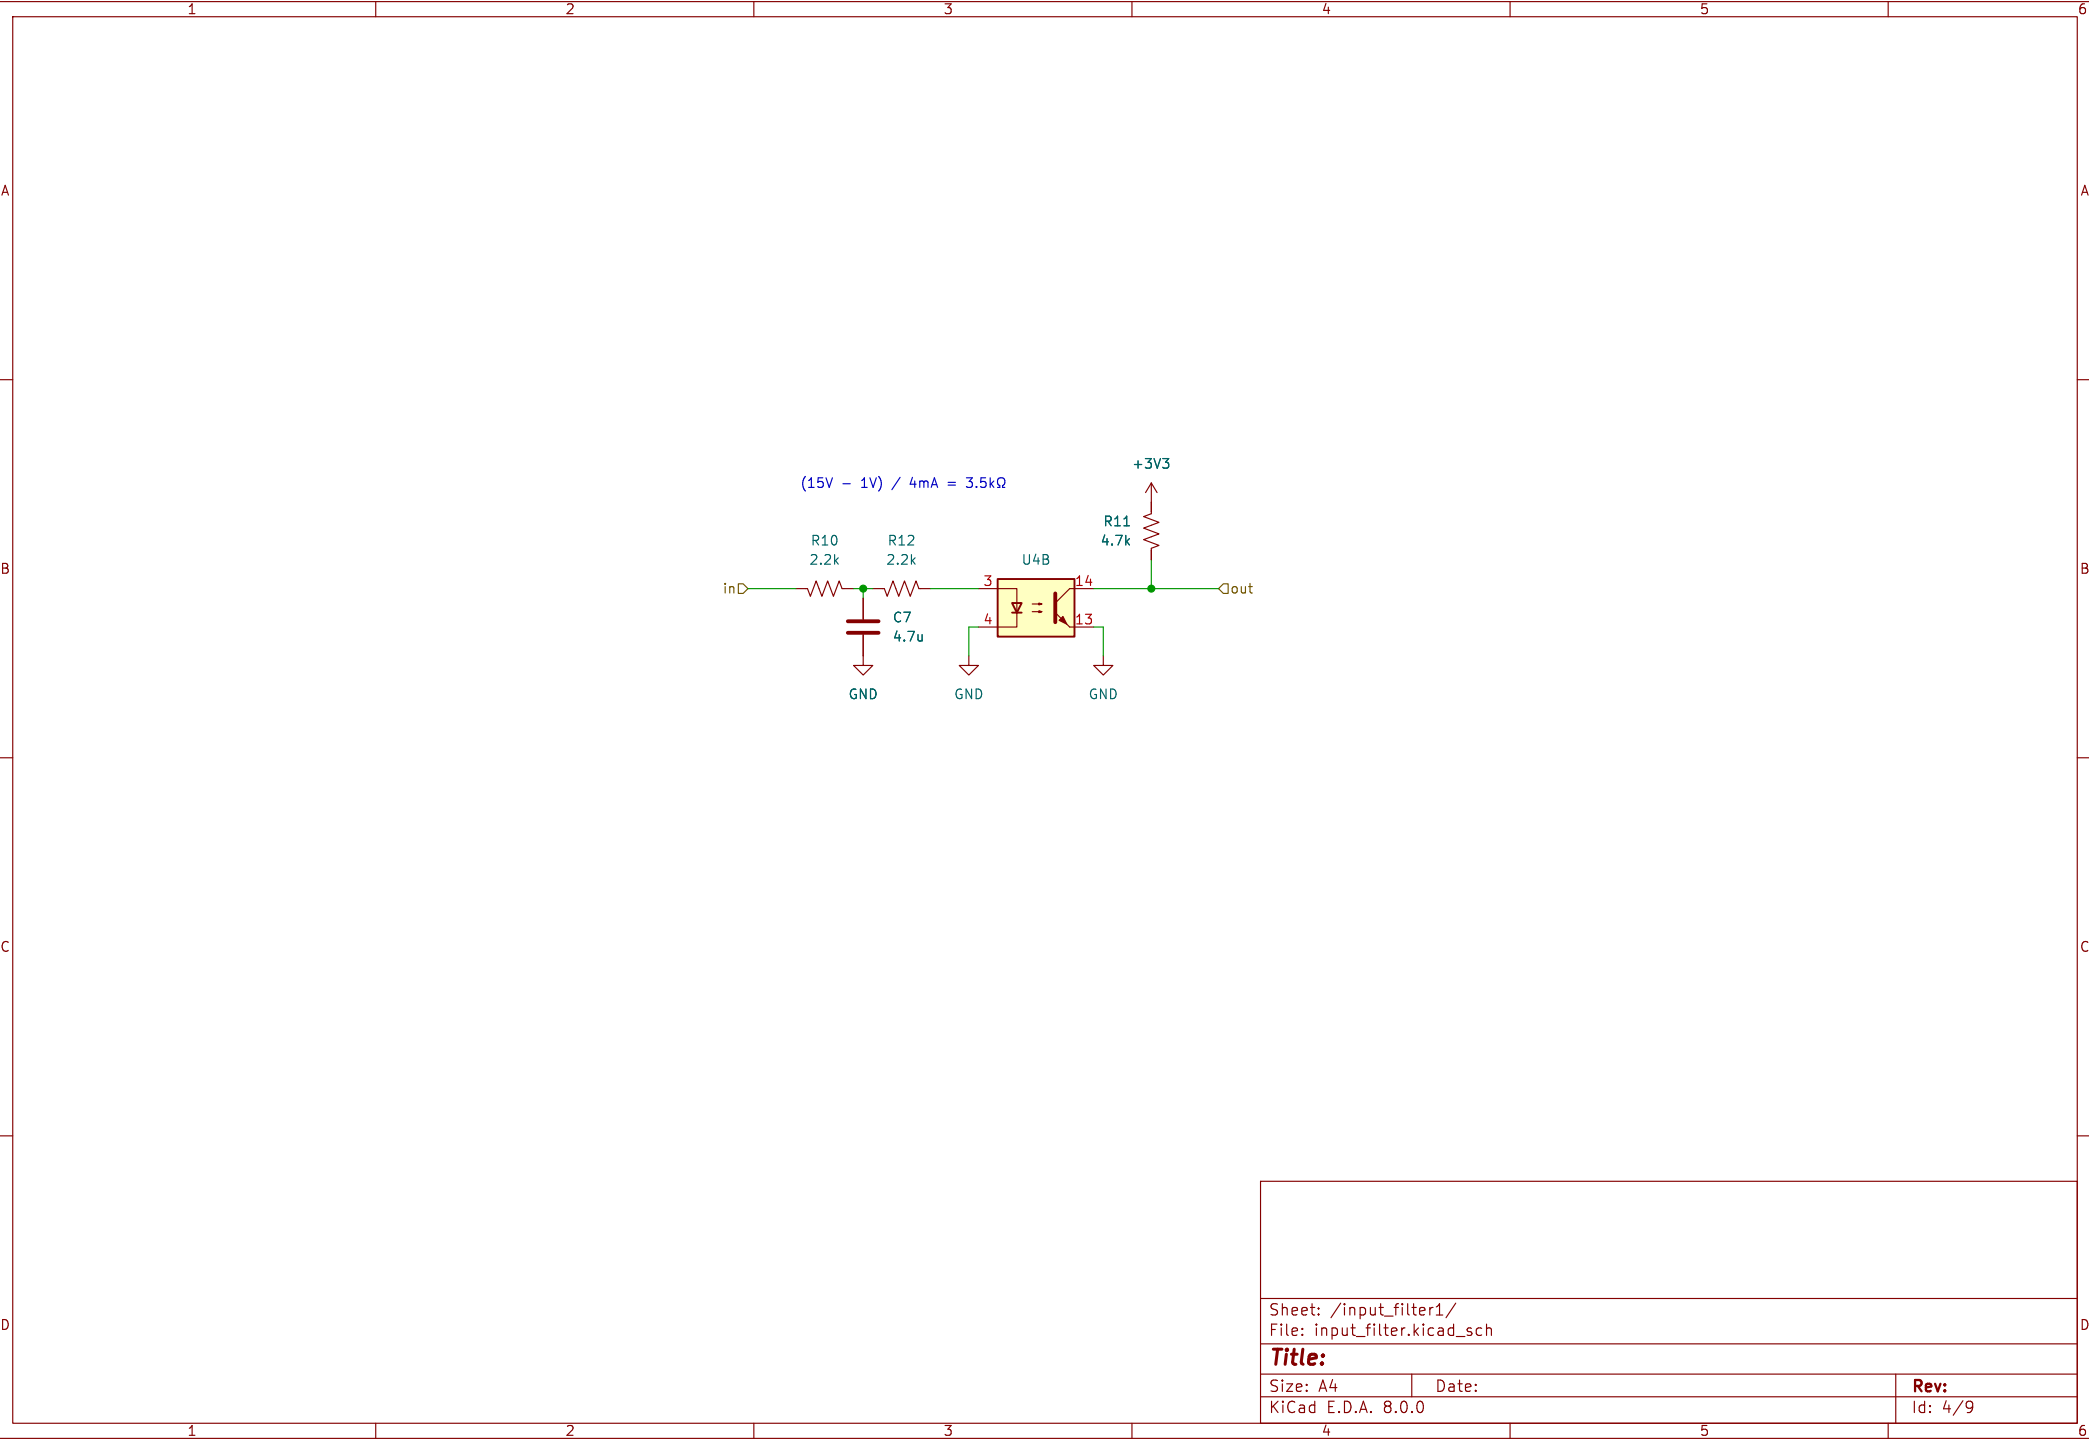 1 2 3 4 5 6
A A
+3V3
(15V - 1V) / 4mA = 3.5kΩ
R11
4.7k
R10 R12
2.2k 2.2k
U4B
B B
in 3 14 out
C7
4.7u
4 13
GND GND GND
C C
Sheet: /input_filter1/
File: input_filter.kicad_sch
D D
Title:
Size: A4 Date: Rev:
KiCad E.D.A. 8.0.0 Id: 4/9
1 2 3 4 5 6